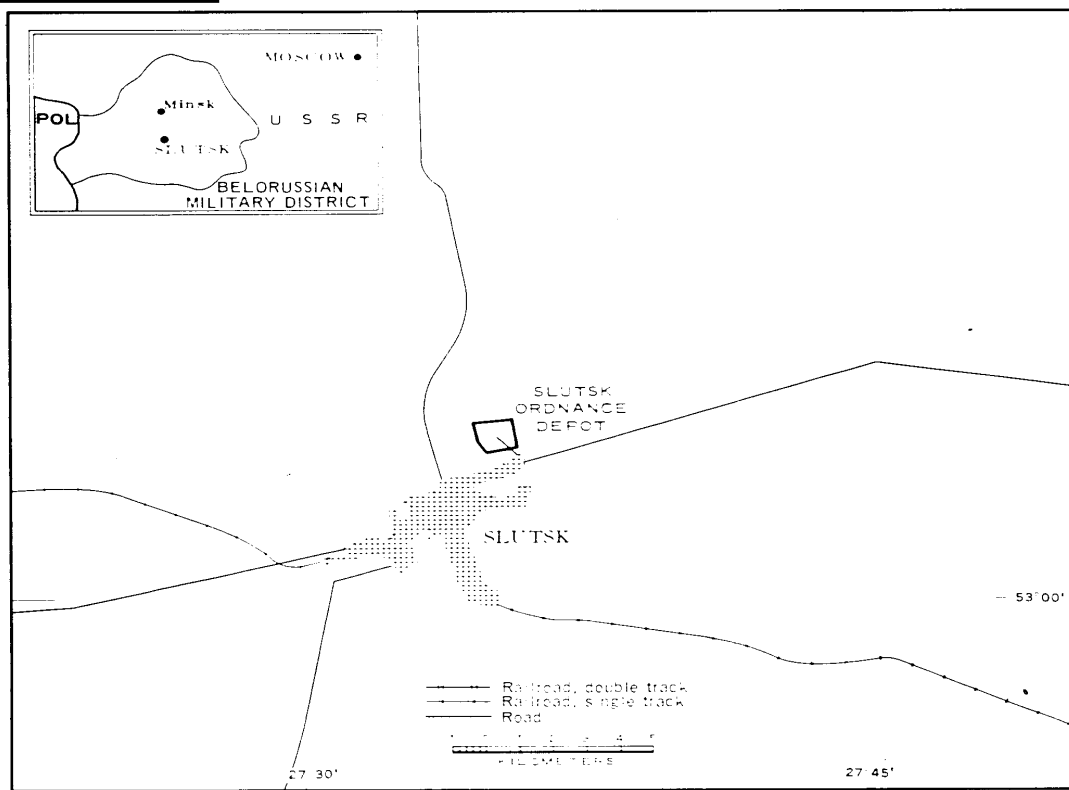 MOSCOW
POL
Minsk
U S S R
SLUTSK
BELORUSSIAN
MILITARY DISTRICT
SLUTSK
ORDNANCE
DEPOT
SLUTSK
53°00'
Railroad, double track
Railroad, single track
Road
KILOMETERS
27°30'
27°45'